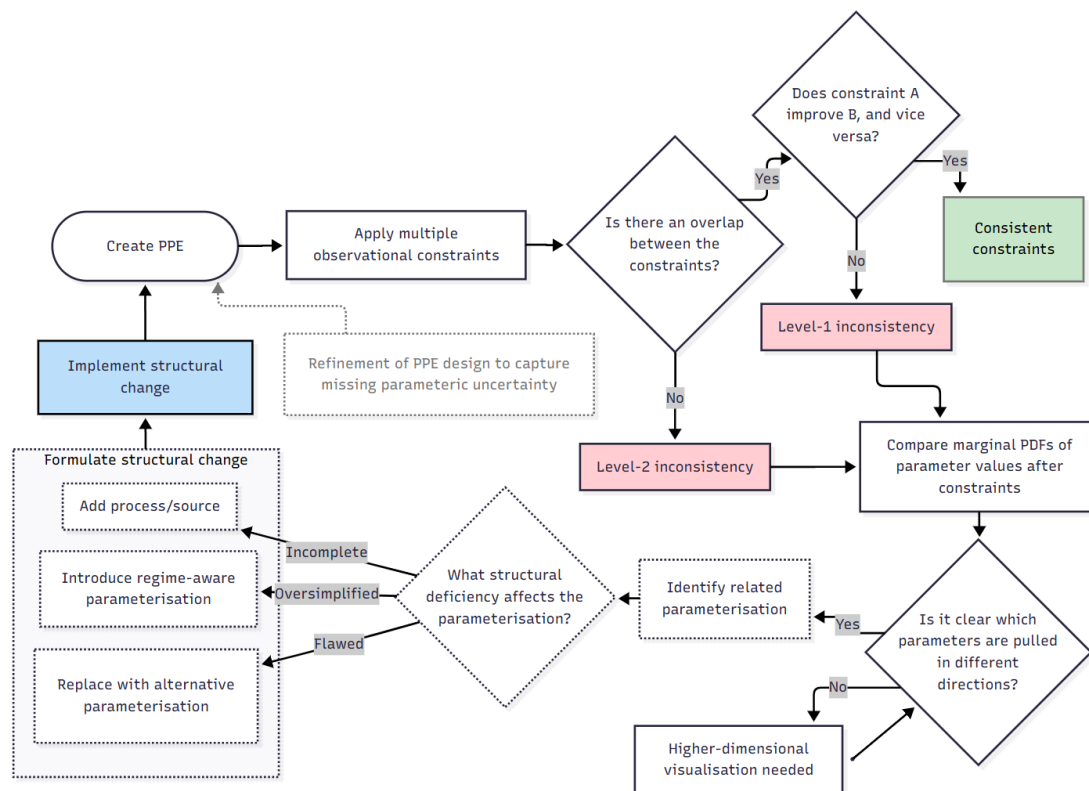 Does constraint A
improve B, and vice
versa?
Yes
Yes
Create PPE
Apply multiple
observational constraints
Is there an overlap
between the
constraints?
Consistent
constraints
No
Level-1 inconsistency
Implement structural
change
Refinement of PPE design to capture
missing parameteric uncertainty
No
Level-2 inconsistency
Compare marginal PDFs of
parameter values after
constraints
Formulate structural change
Add process/source
Incomplete
Introduce regime-aware
parameterisation
Oversimplified
What structural
deficiency affects the
parameterisation?
Identify related
parameterisation
Yes
Is it clear which
parameters are pulled
in different
directions?
Flawed
Replace with alternative
parameterisation
No
Higher-dimensional
visualisation needed